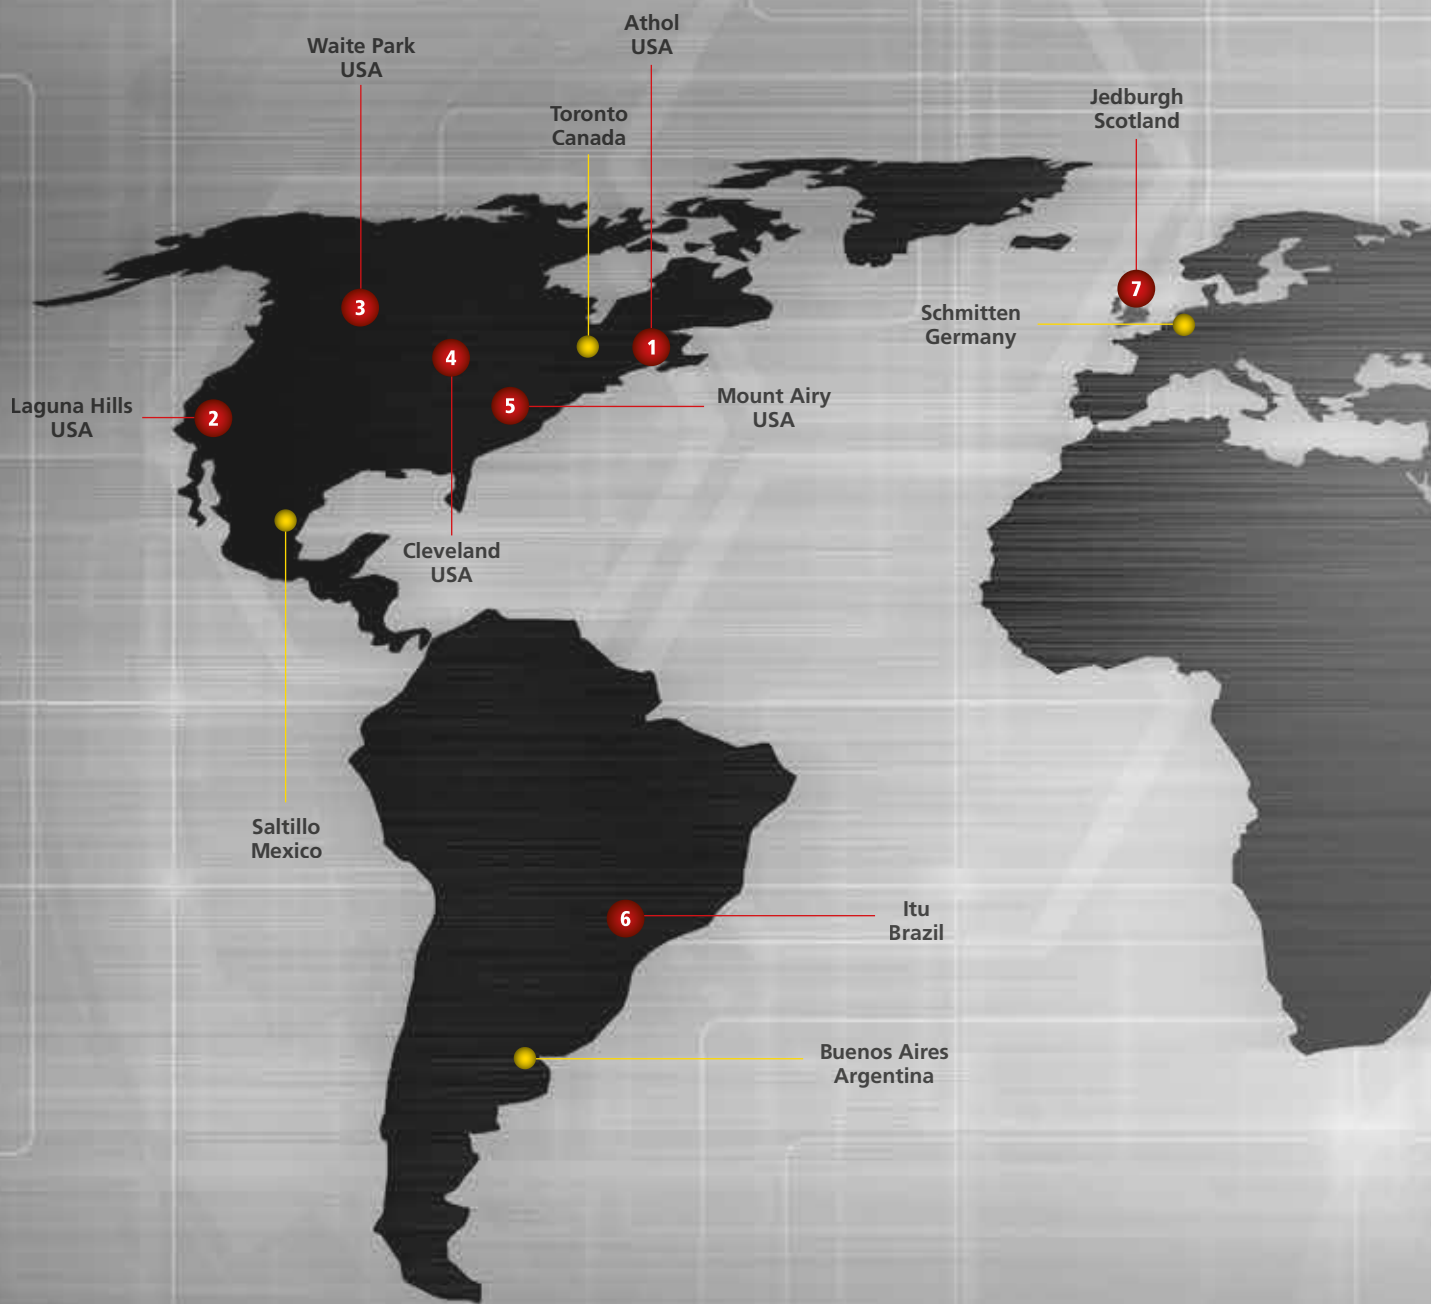 Athol
USA
Waite Park
USA
Toronto
Canada
Jedburgh
Scotland
7
3
Schmitten
Germany
1
4
Laguna Hills
USA
2
5
Mount Airy
USA
Cleveland
USA
Saltillo
Mexico
6
Itu
Brazil
Buenos Aires
Argentina